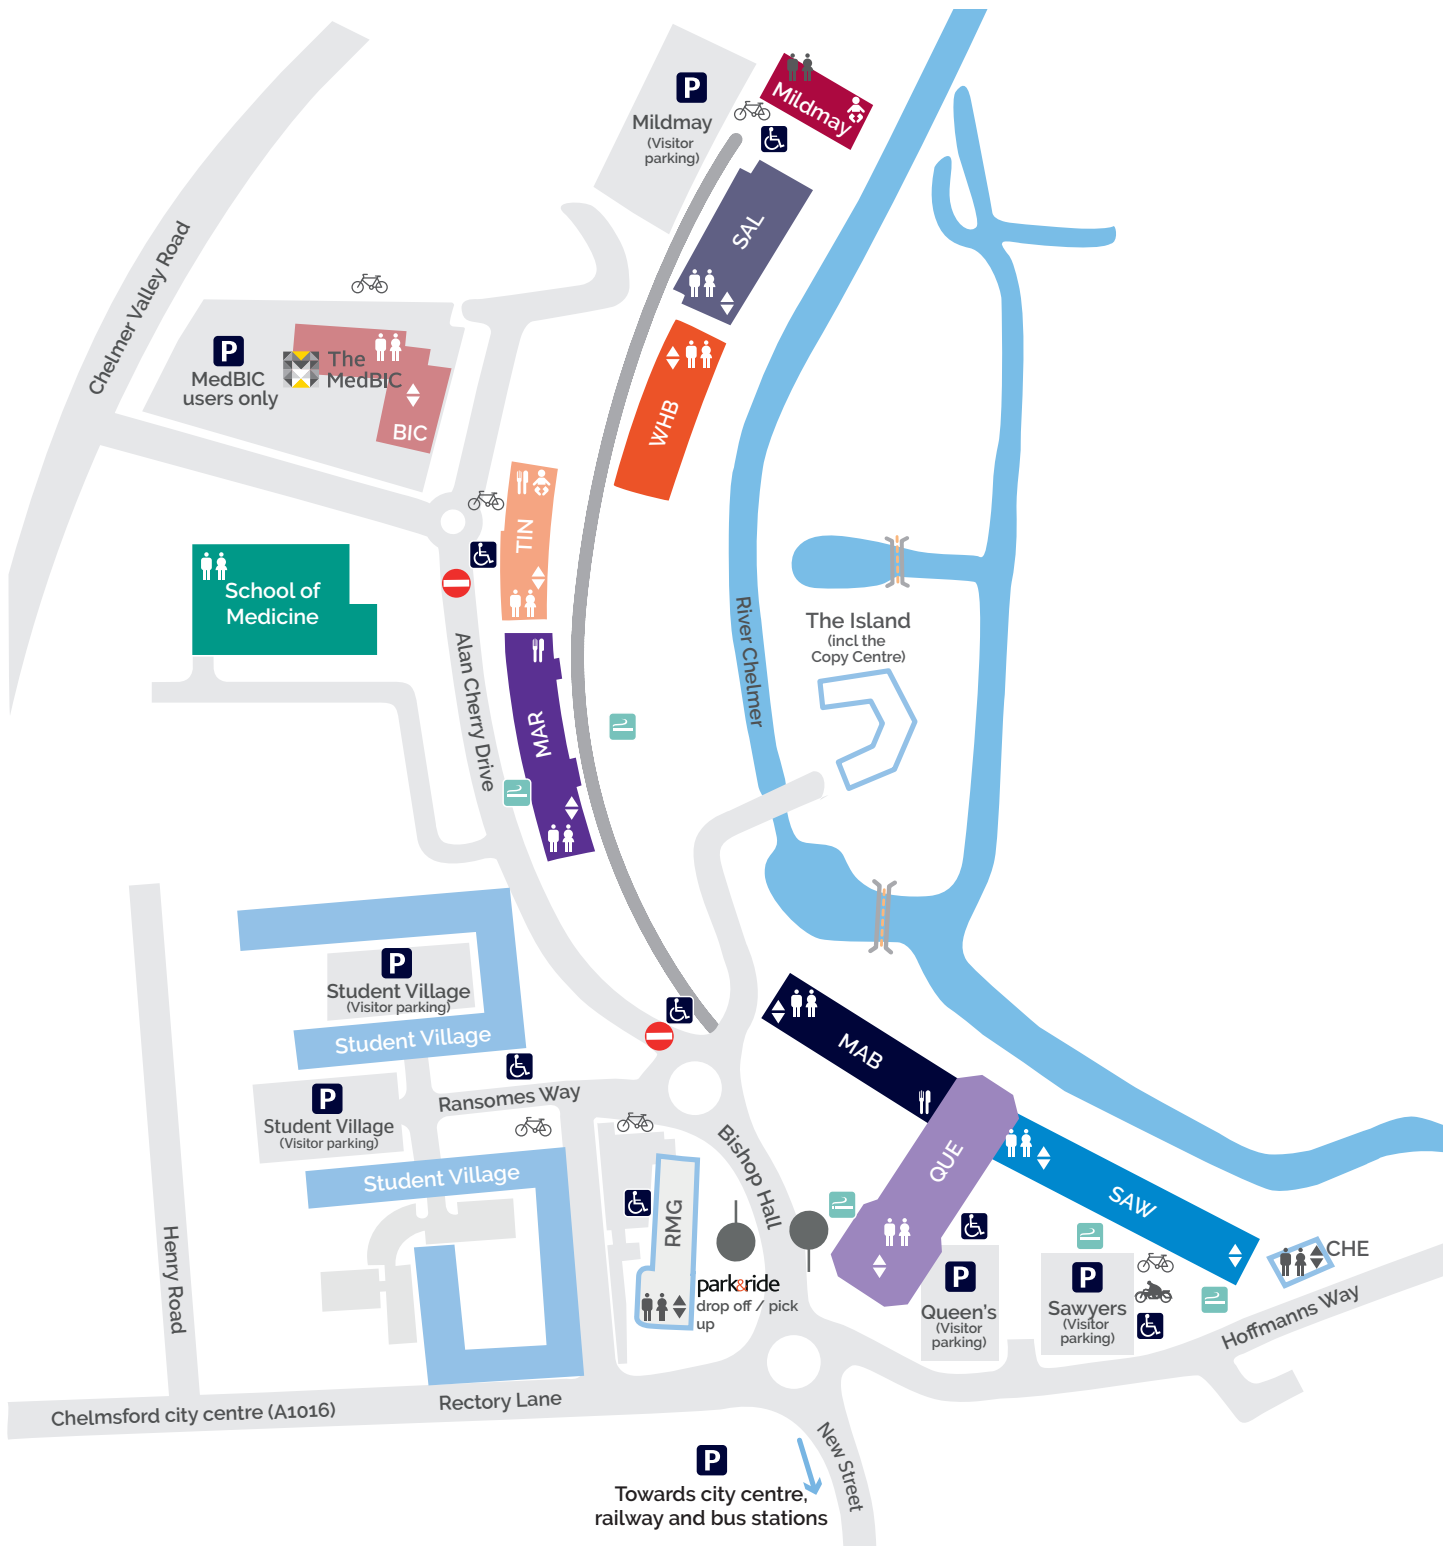 P
Mildmay
(Visitor
parking)
Mildmay
SAL
Chelmer Valley Road
P
MedBIC
users only
The
MedBIC
BIC
WHB
TIN
School of
Medicine
Alan Cherry Drive
MAR
River Chelmer
The Island
(incl the
Copy Centre)
P
Student Village
(Visitor parking)
Student Village
P
Student Village
(Visitor parking)
Ransomes Way
Student Village
MAB
QUE
SAW
Bishop Hall
RMG
park&ride
drop off / pick
up
P
Queen's
(Visitor
parking)
P
Sawyers
(Visitor
parking)
CHE
Hoffmanns Way
Henry Road
Chelmsford city centre (A1016)
Rectory Lane
New Street
P
Towards city centre,
railway and bus stations